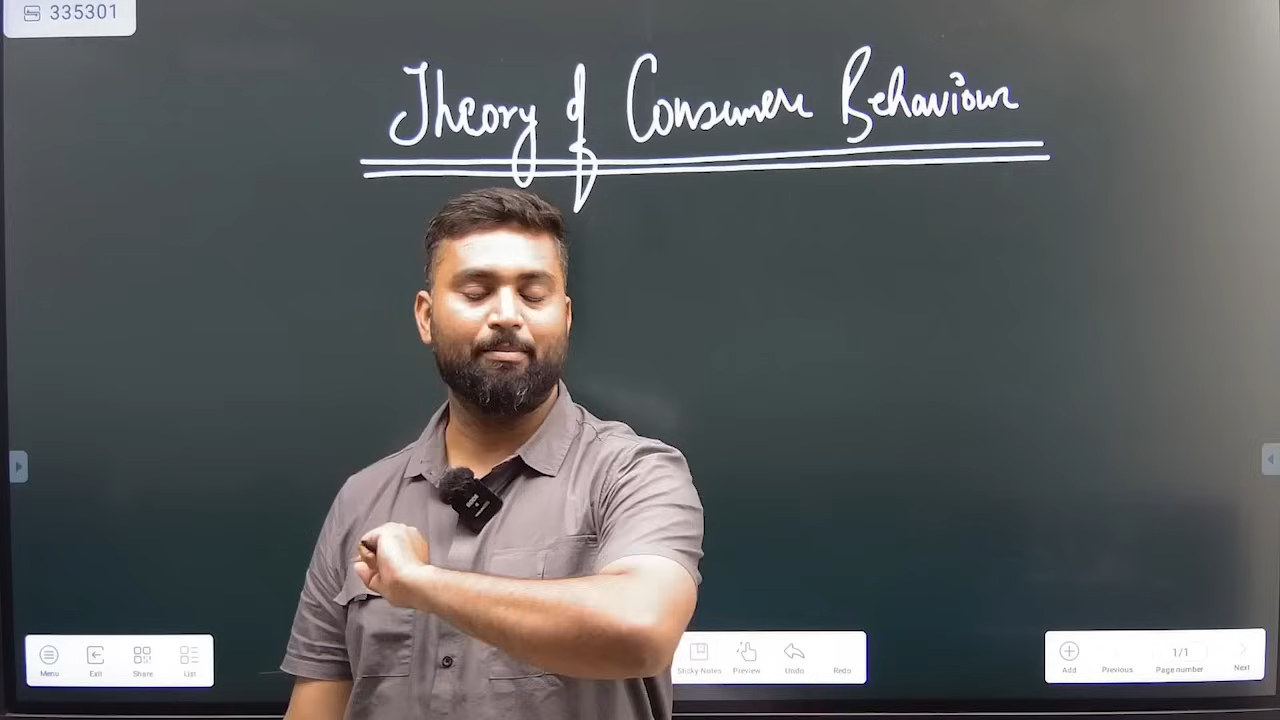 335301
Theory of Consumer Behaviour
Menu Exit Share List Sticky Notes Preview Undo Redo Add Previous 1/1 Page number Next